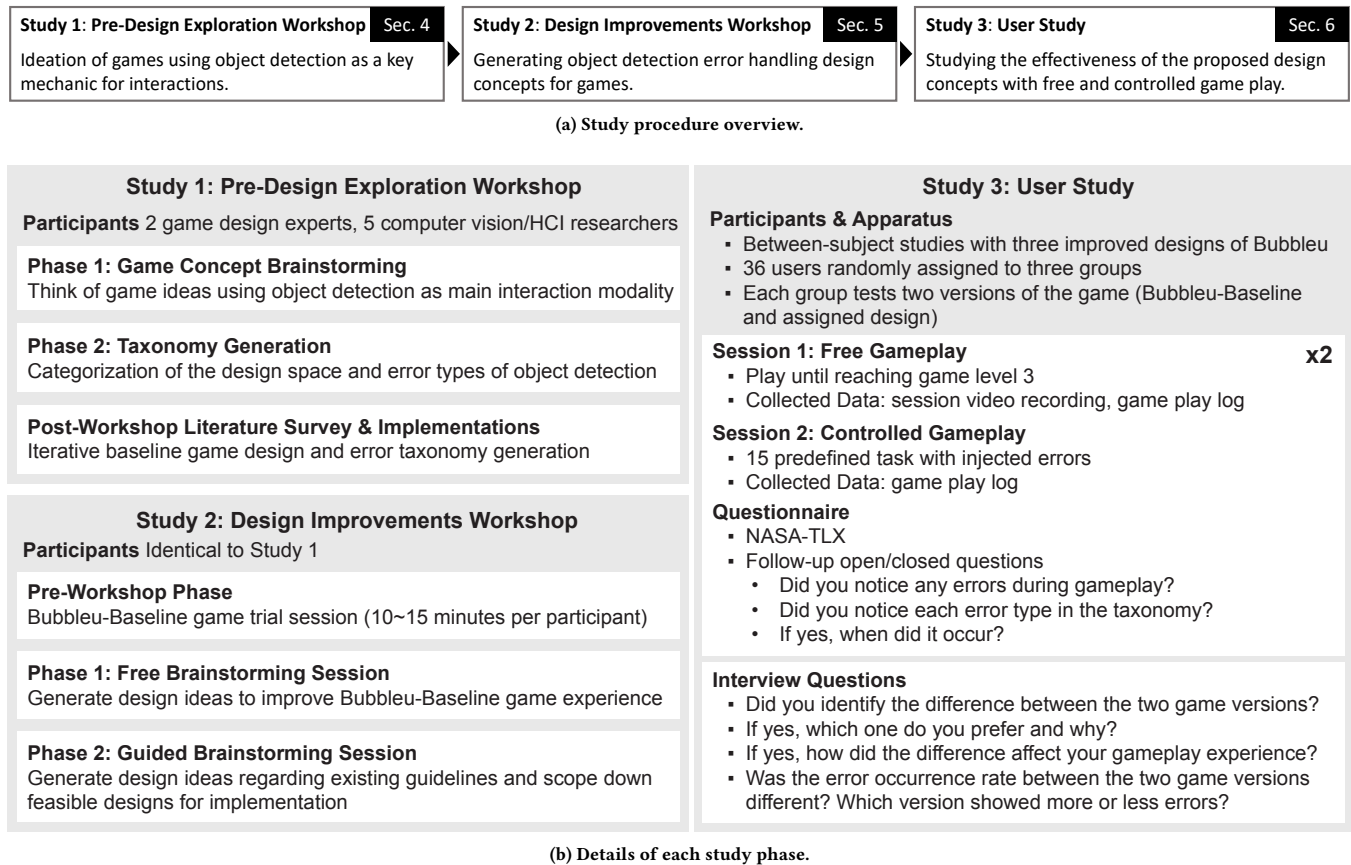 Study 1: Pre-Design Exploration Workshop
Sec. 4
Ideation of games using object detection as a key
mechanic for interactions.
Study 2: Design Improvements Workshop
Sec. 5
Generating object detection error handling design
concepts for games.
Study 3: User Study
Sec. 6
Studying the effectiveness of the proposed design
concepts with free and controlled game play.
(a) Study procedure overview.
Study 1: Pre-Design Exploration Workshop
Participants 2 game design experts, 5 computer vision/HCI researchers
Phase 1: Game Concept Brainstorming
Think of game ideas using object detection as main interaction modality
Phase 2: Taxonomy Generation
Categorization of the design space and error types of object detection
Post-Workshop Literature Survey & Implementations
Iterative baseline game design and error taxonomy generation
Study 2: Design Improvements Workshop
Participants Identical to Study 1
Pre-Workshop Phase
Bubbleu-Baseline game trial session (10~15 minutes per participant)
Phase 1: Free Brainstorming Session
Generate design ideas to improve Bubbleu-Baseline game experience
Phase 2: Guided Brainstorming Session
Generate design ideas regarding existing guidelines and scope down
feasible designs for implementation
Study 3: User Study
Participants & Apparatus
▪ Between-subject studies with three improved designs of Bubbleu
▪ 36 users randomly assigned to three groups
▪ Each group tests two versions of the game (Bubbleu-Baseline
and assigned design)
Session 1: Free Gameplay
x2
▪ Play until reaching game level 3
▪ Collected Data: session video recording, game play log
Session 2: Controlled Gameplay
▪ 15 predefined task with injected errors
▪ Collected Data: game play log
Questionnaire
▪ NASA-TLX
▪ Follow-up open/closed questions
• Did you notice any errors during gameplay?
• Did you notice each error type in the taxonomy?
• If yes, when did it occur?
Interview Questions
▪ Did you identify the difference between the two game versions?
▪ If yes, which one do you prefer and why?
▪ If yes, how did the difference affect your gameplay experience?
▪ Was the error occurrence rate between the two game versions
different? Which version showed more or less errors?
(b) Details of each study phase.